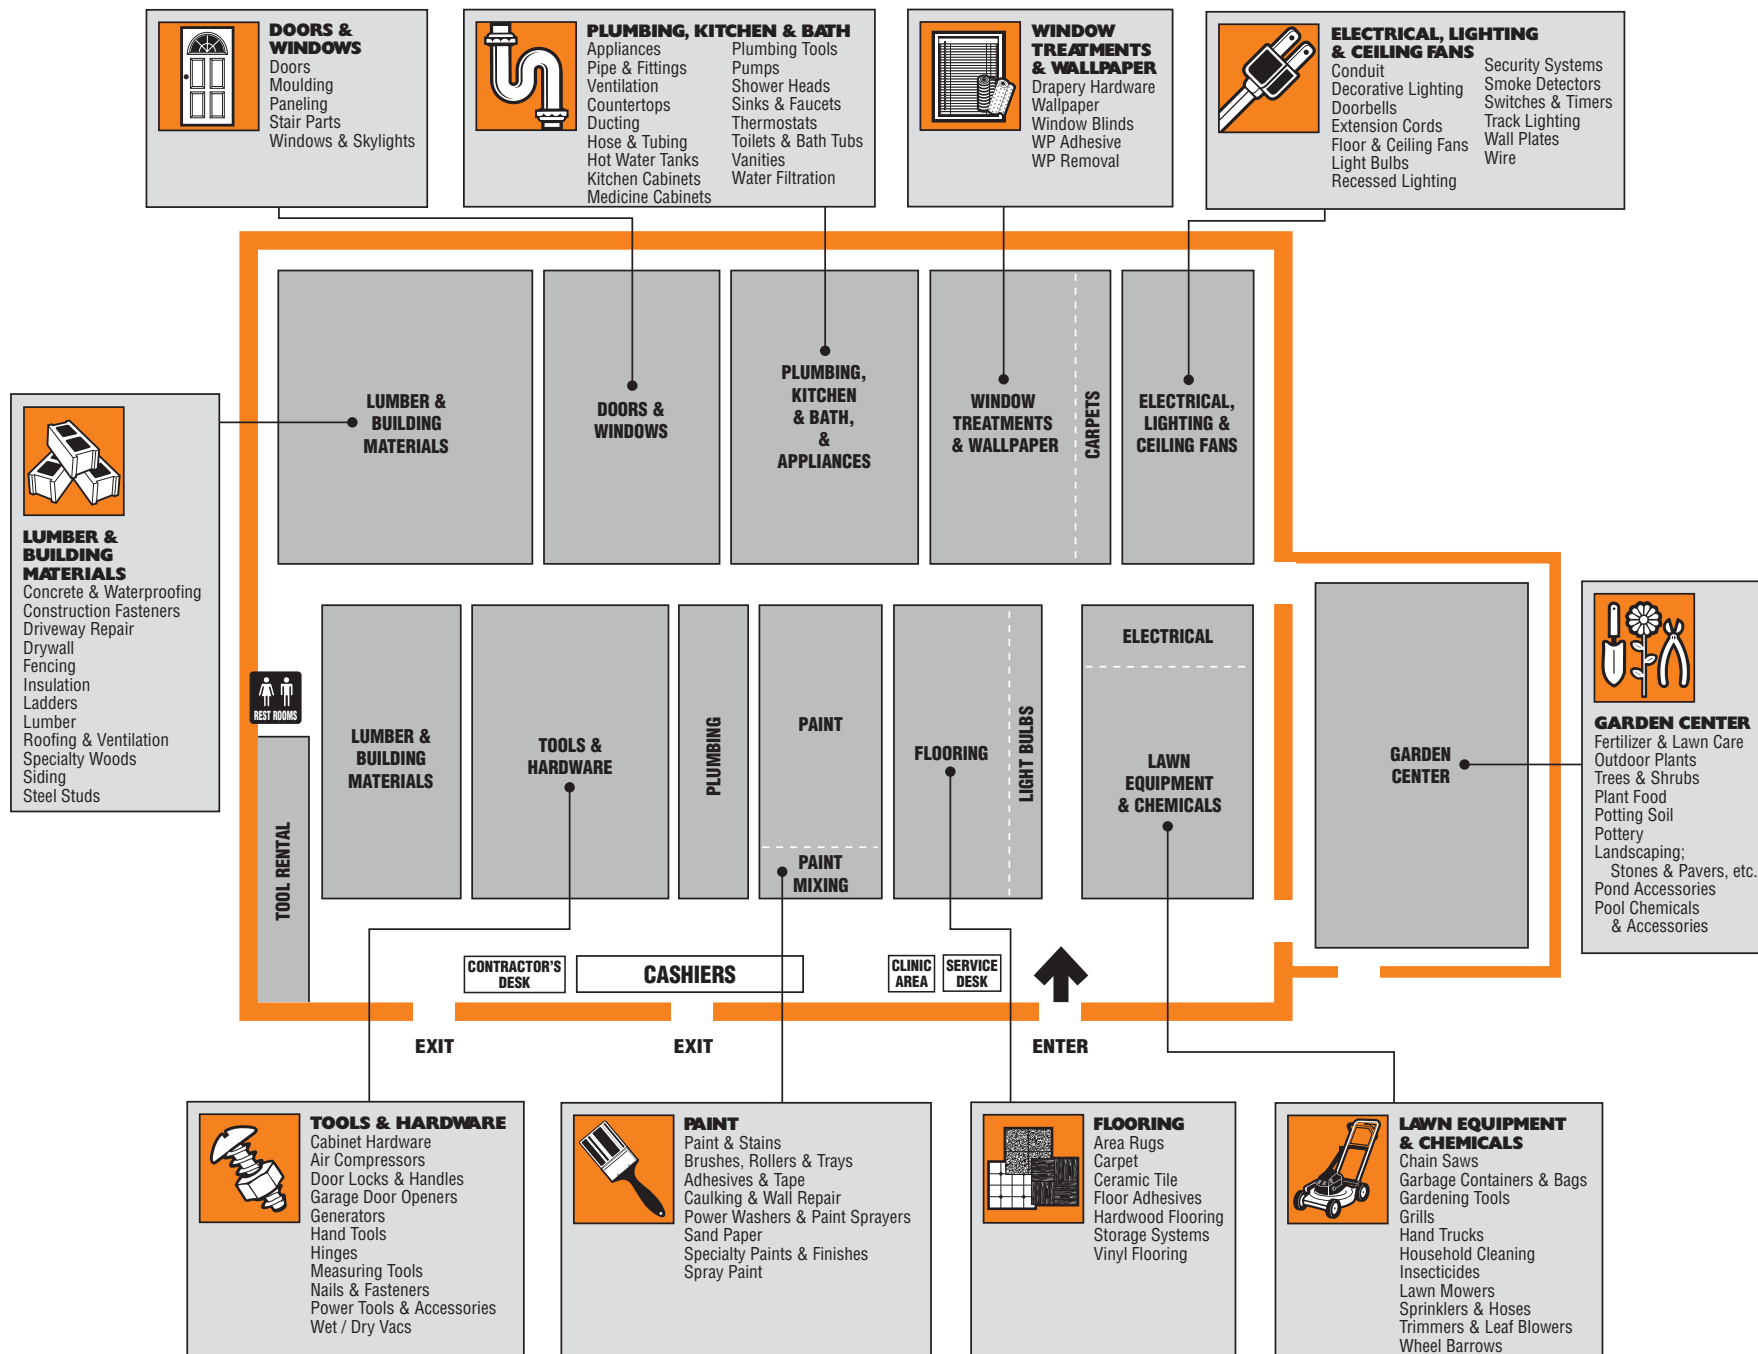 DOORS &
WINDOWS
Doors
Moulding
Paneling
Stair Parts
Windows & Skylights
PLUMBING, KITCHEN & BATH
Appliances
Pipe & Fittings
Ventilation
Countertops
Ducting
Hose & Tubing
Hot Water Tanks
Kitchen Cabinets
Medicine Cabinets
Plumbing Tools
Pumps
Shower Heads
Sinks & Faucets
Thermostats
Toilets & Bath Tubs
Vanities
Water Filtration
WINDOW
TREATMENTS
& WALLPAPER
Drapery Hardware
Wallpaper
Window Blinds
WP Adhesive
WP Removal
ELECTRICAL, LIGHTING
& CEILING FANS
Conduit
Decorative Lighting
Doorbells
Extension Cords
Floor & Ceiling Fans
Light Bulbs
Recessed Lighting
Security Systems
Smoke Detectors
Switches & Timers
Track Lighting
Wall Plates
Wire
LUMBER &
BUILDING
MATERIALS
DOORS &
WINDOWS
PLUMBING,
KITCHEN
& BATH,
&
APPLIANCES
WINDOW
TREATMENTS
& WALLPAPER
CARPETS
ELECTRICAL,
LIGHTING &
CEILING FANS
LUMBER &
BUILDING
MATERIALS
Concrete & Waterproofing
Construction Fasteners
Driveway Repair
Drywall
Fencing
Insulation
Ladders
Lumber
Roofing & Ventilation
Specialty Woods
Siding
Steel Studs
REST ROOMS
TOOL RENTAL
LUMBER &
BUILDING
MATERIALS
TOOLS &
HARDWARE
PLUMBING
PAINT
PAINT
MIXING
FLOORING
LIGHT BULBS
ELECTRICAL
LAWN
EQUIPMENT
& CHEMICALS
GARDEN
CENTER
GARDEN CENTER
Fertilizer & Lawn Care
Outdoor Plants
Trees & Shrubs
Plant Food
Potting Soil
Pottery
Landscaping;
Stones & Pavers, etc.
Pond Accessories
Pool Chemicals
& Accessories
CONTRACTOR'S
DESK
CASHIERS
CLINIC
AREA
SERVICE
DESK
EXIT
EXIT
ENTER
TOOLS & HARDWARE
Cabinet Hardware
Air Compressors
Door Locks & Handles
Garage Door Openers
Generators
Hand Tools
Hinges
Measuring Tools
Nails & Fasteners
Power Tools & Accessories
Wet / Dry Vacs
PAINT
Paint & Stains
Brushes, Rollers & Trays
Adhesives & Tape
Caulking & Wall Repair
Power Washers & Paint Sprayers
Sand Paper
Specialty Paints & Finishes
Spray Paint
FLOORING
Area Rugs
Carpet
Ceramic Tile
Floor Adhesives
Hardwood Flooring
Storage Systems
Vinyl Flooring
LAWN EQUIPMENT
& CHEMICALS
Chain Saws
Garbage Containers & Bags
Gardening Tools
Grills
Hand Trucks
Household Cleaning
Insecticides
Lawn Mowers
Sprinklers & Hoses
Trimmers & Leaf Blowers
Wheel Barrows